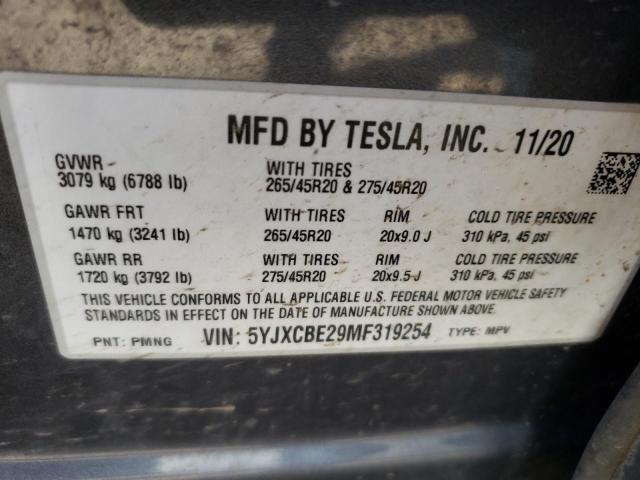 MFD BY TESLA, INC. 11/20
GVWR WITH TIRES
3079 kg (6788 lb) 265/45R20 & 275/45R20
GAWR FRT WITH TIRES RIM COLD TIRE PRESSURE
1470 kg (3241 lb) 265/45R20 20x9.0 J 310 kPa, 45 psi
GAWR RR WITH TIRES RIM COLD TIRE PRESSURE
1720 kg (3792 lb) 275/45R20 20x9.5 J 310 kPa, 45 psi
THIS VEHICLE CONFORMS TO ALL APPLICABLE U.S. FEDERAL MOTOR VEHICLE SAFETY
STANDARDS IN EFFECT ON THE DATE OF MANUFACTURE SHOWN ABOVE.
PNT: PMNG VIN: 5YJXCBE29MF319254 TYPE: MPV